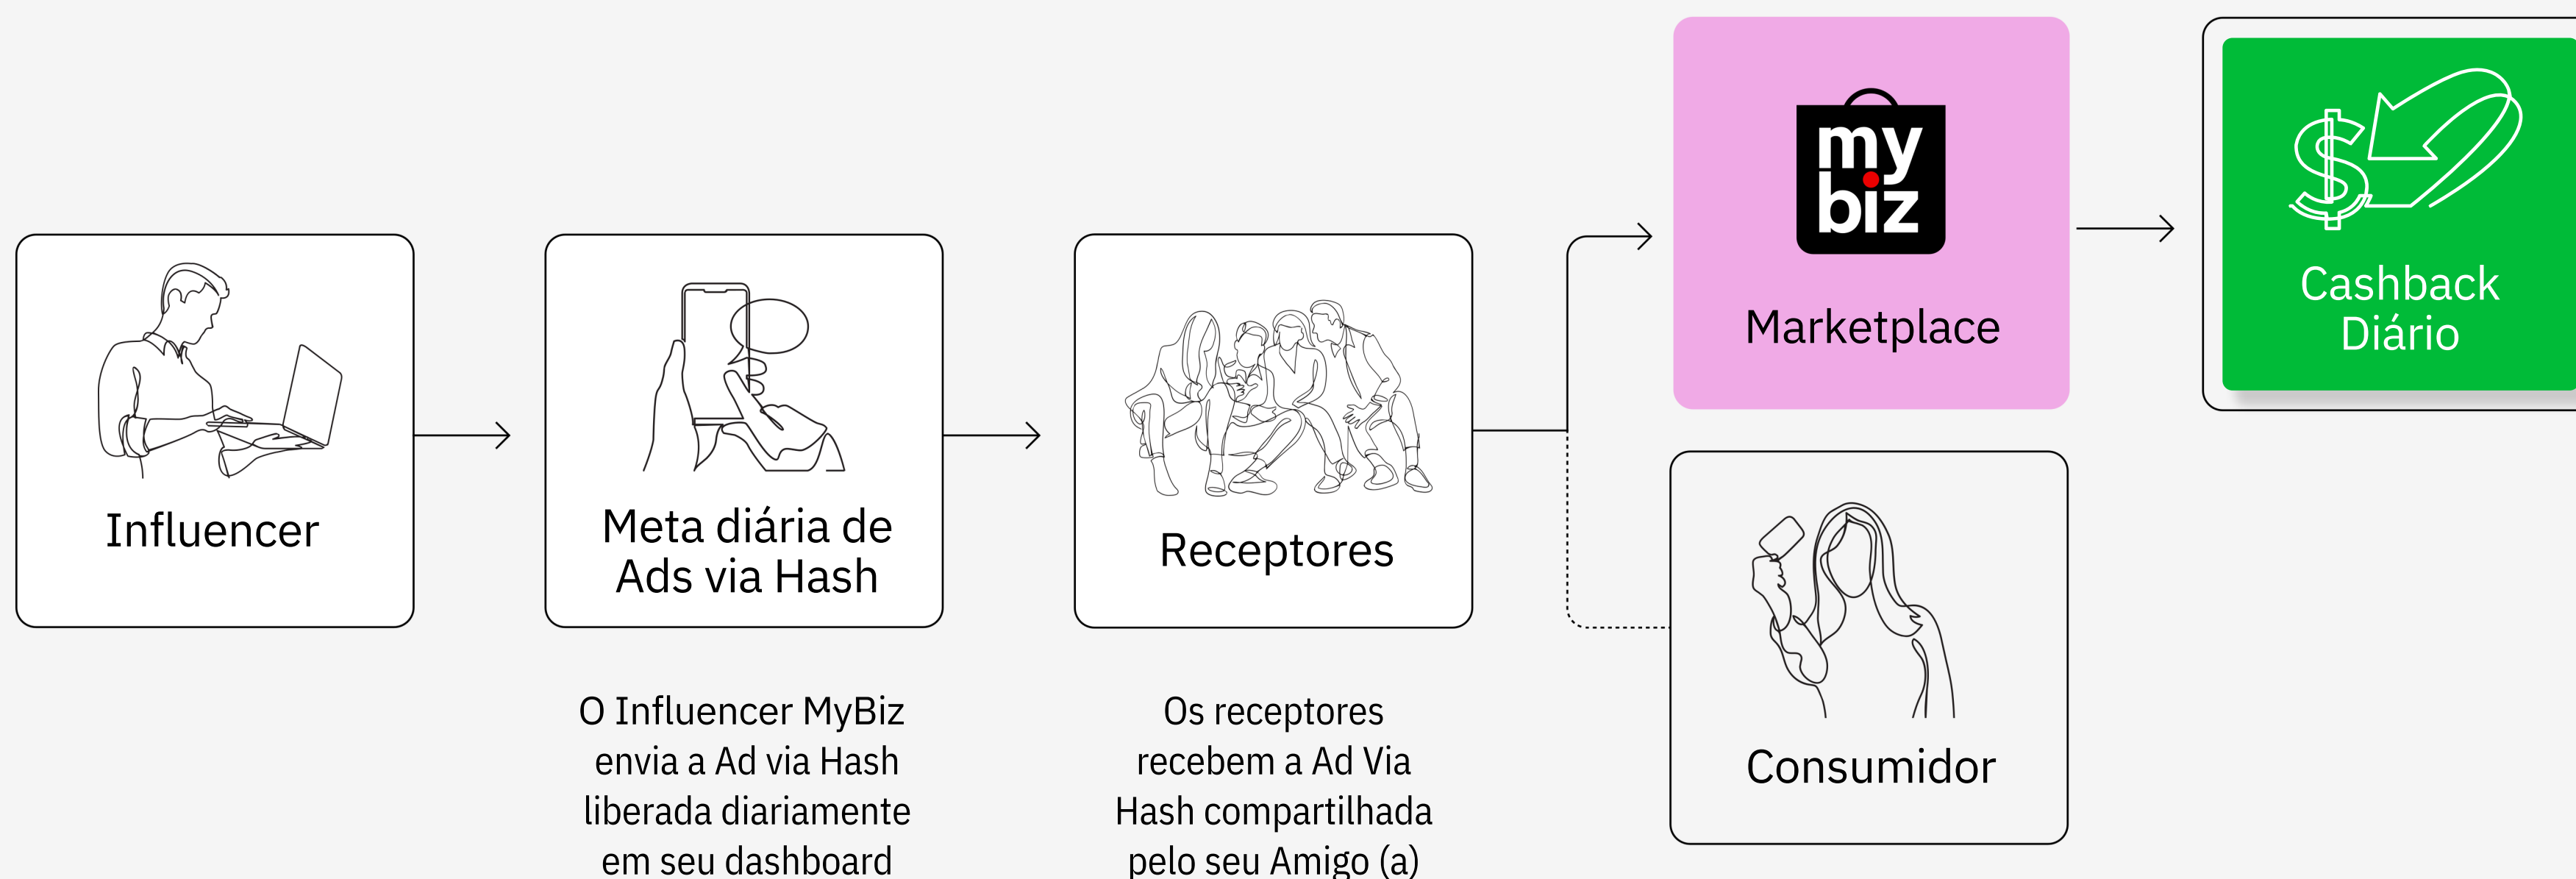 Influencer
Meta diária de
Ads via Hash
O Influencer MyBiz
envia a Ad via Hash
liberada diariamente
em seu dashboard
Receptores
Os receptores
recebem a Ad Via
Hash compartilhada
pelo seu Amigo (a)
my
biz
Marketplace
Consumidor
$
Cashback
Diário